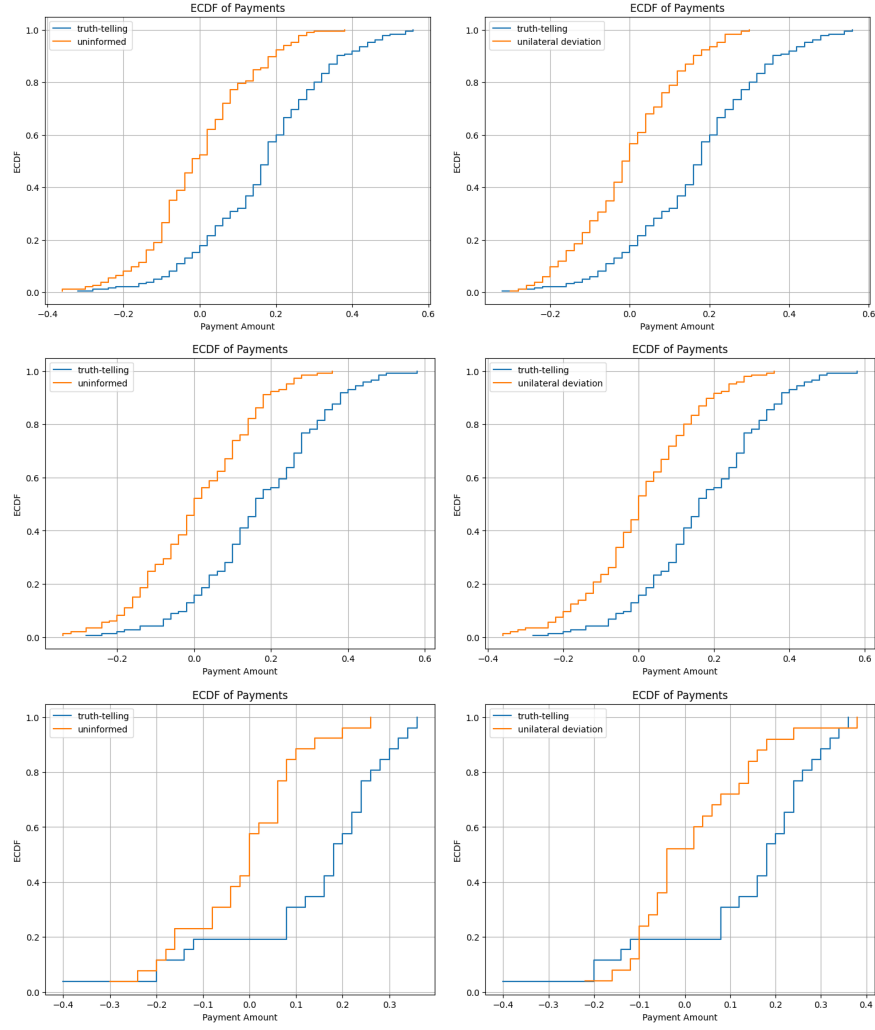 ECDF of Payments
truth-telling
uninformed
1.0
0.8
0.6
0.4
0.2
0.0
ECDF
−0.4 −0.2 0.0 0.2 0.4 0.6
Payment Amount
ECDF of Payments
truth-telling
unilateral deviation
1.0
0.8
0.6
0.4
0.2
0.0
ECDF
−0.2 0.0 0.2 0.4 0.6
Payment Amount
ECDF of Payments
truth-telling
uninformed
1.0
0.8
0.6
0.4
0.2
0.0
ECDF
−0.2 0.0 0.2 0.4 0.6
Payment Amount
ECDF of Payments
truth-telling
unilateral deviation
1.0
0.8
0.6
0.4
0.2
0.0
ECDF
−0.4 −0.2 0.0 0.2 0.4 0.6
Payment Amount
ECDF of Payments
truth-telling
uninformed
1.0
0.8
0.6
0.4
0.2
0.0
ECDF
−0.4 −0.3 −0.2 −0.1 0.0 0.1 0.2 0.3
Payment Amount
ECDF of Payments
truth-telling
unilateral deviation
1.0
0.8
0.6
0.4
0.2
0.0
ECDF
−0.4 −0.3 −0.2 −0.1 0.0 0.1 0.2 0.3 0.4
Payment Amount